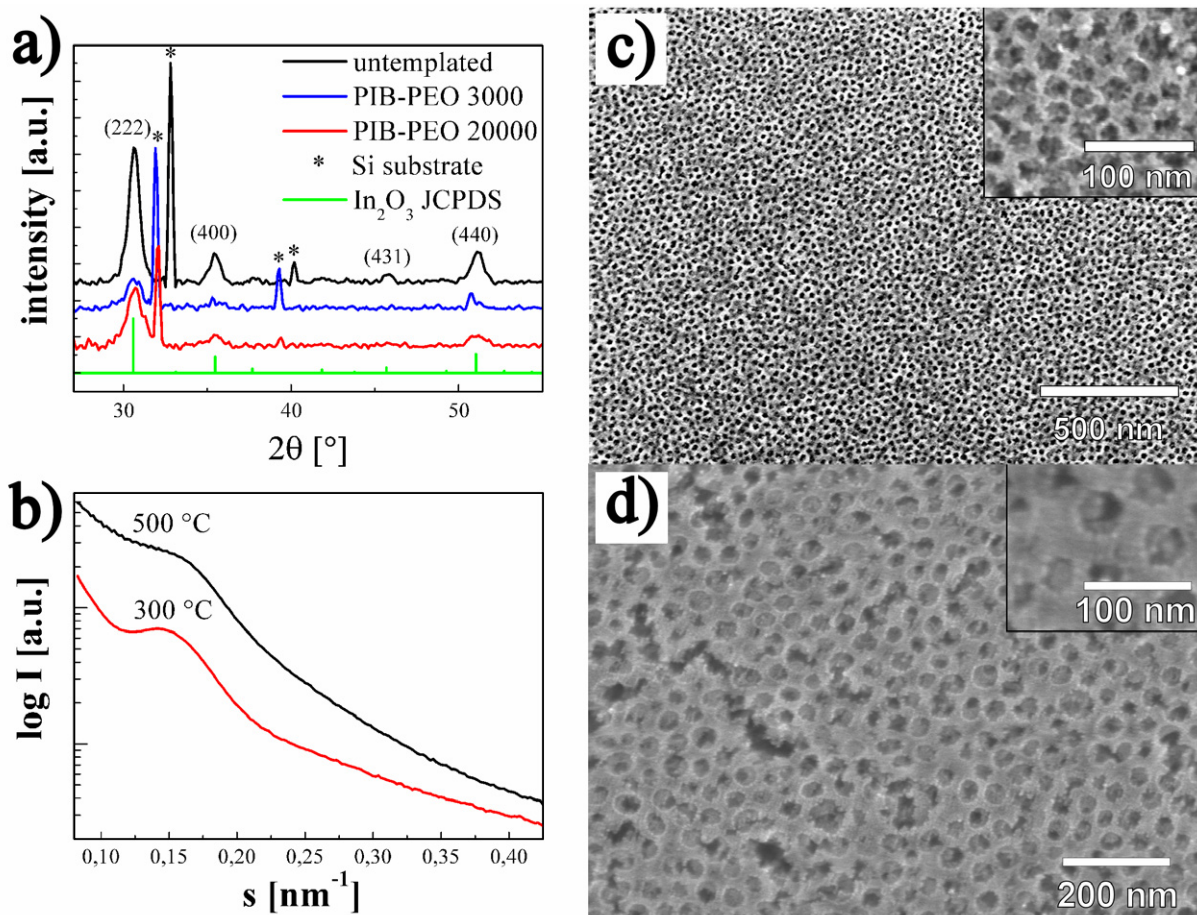 a)
untemplated
PIB-PEO 3000
PIB-PEO 20000
* Si substrate
In₂O₃ JCPDS
*
(222)
*
(400)
* *
(431)
(440)
intensity [a.u.]
30 40 50
2θ [°]
b)
500 °C
300 °C
log I [a.u.]
0,10 0,15 0,20 0,25 0,30 0,35 0,40
s [nm⁻¹]
c)
100 nm
500 nm
d)
100 nm
200 nm